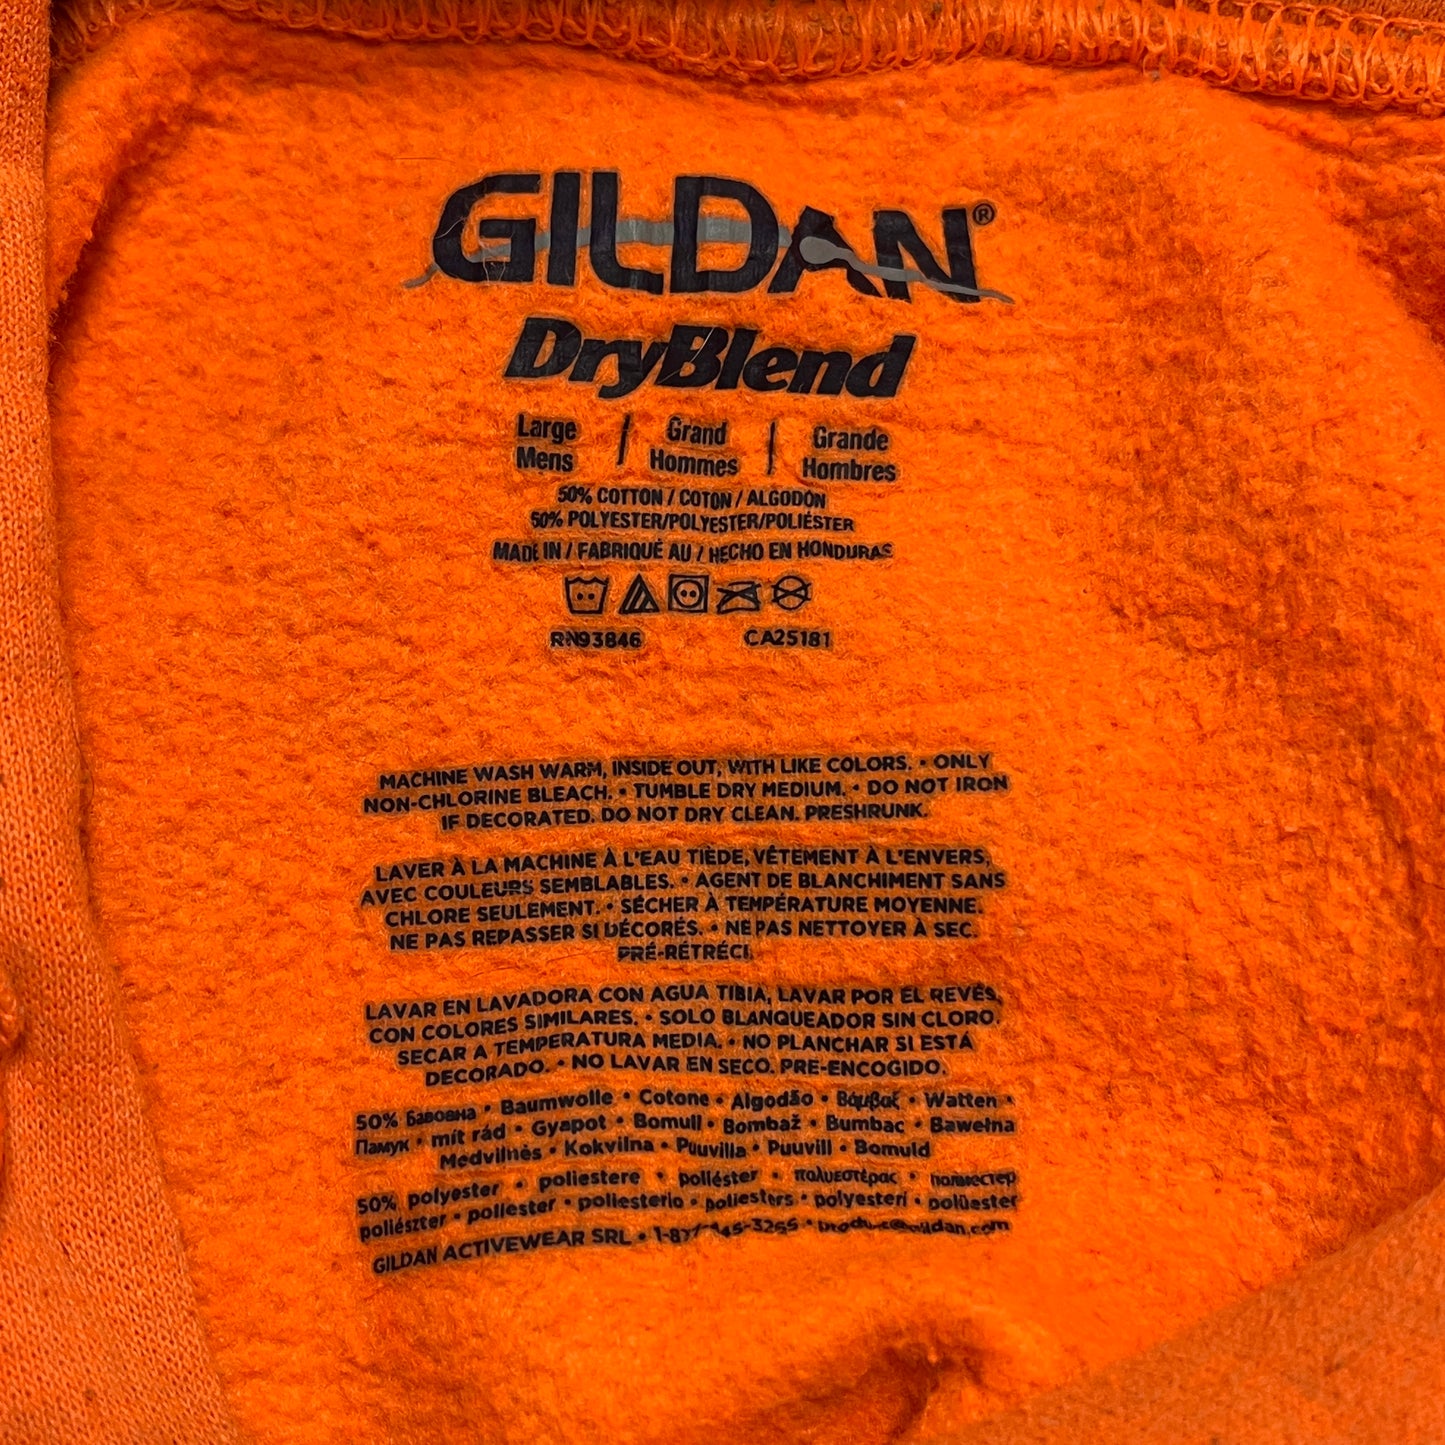 GILDAN®
DryBlend
Large | Grand | Grande
Mens | Hommes | Hombres
50% COTTON / COTON / ALGODÓN
50% POLYESTER/POLYESTER/POLIÉSTER
MADE IN / FABRIQUÉ AU / HECHO EN HONDURAS
RN93846 CA25181
MACHINE WASH WARM, INSIDE OUT, WITH LIKE COLORS. • ONLY
NON-CHLORINE BLEACH. • TUMBLE DRY MEDIUM. • DO NOT IRON
IF DECORATED. DO NOT DRY CLEAN. PRESHRUNK.
LAVER À LA MACHINE À L'EAU TIÈDE, VÊTEMENT À L'ENVERS,
AVEC COULEURS SEMBLABLES. • AGENT DE BLANCHIMENT SANS
CHLORE SEULEMENT. • SÉCHER À TEMPÉRATURE MOYENNE.
NE PAS REPASSER SI DÉCORÉS. • NE PAS NETTOYER À SEC.
PRÉ-RÉTRÉCI.
LAVAR EN LAVADORA CON AGUA TIBIA, LAVAR POR EL REVÉS,
CON COLORES SIMILARES. • SOLO BLANQUEADOR SIN CLORO.
SECAR A TEMPERATURA MEDIA. • NO PLANCHAR SI ESTÁ
DECORADO. • NO LAVAR EN SECO. PRE-ENCOGIDO.
50% Бавовна • Baumwolle • Cotone • Algodão • Βάμβαξ • Watten •
Памук • mít rád • Gyapot • Bomull • Bombaž • Bumbac • Bawełna
Medvilnės • Kokvilna • Puuvilla • Puuvill • Bomuld
50% polyester • poliestere • poliéster • πολυεστέρας • полиестер
poliészter • poliester • poliesterio • poliesters • polyesteri • polüester
GILDAN ACTIVEWEAR SRL •